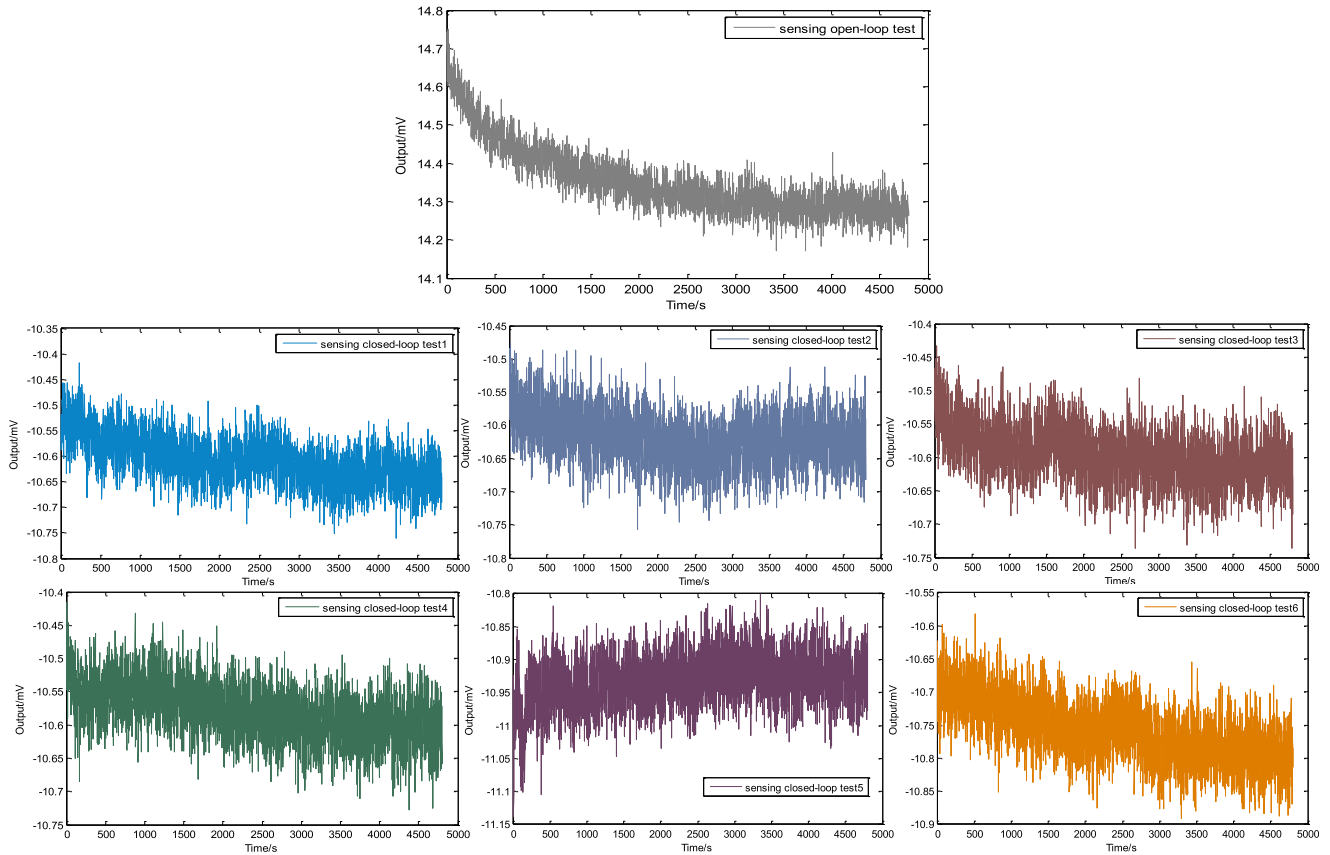 sensing open-loop test
Output/mV
14.8
14.7
14.6
14.5
14.4
14.3
14.2
14.1
0 500 1000 1500 2000 2500 3000 3500 4000 4500 5000
Time/s
sensing closed-loop test1
Output/mV
-10.35
-10.4
-10.45
-10.5
-10.55
-10.6
-10.65
-10.7
-10.75
-10.8
0 500 1000 1500 2000 2500 3000 3500 4000 4500 5000
Time/s
sensing closed-loop test2
Output/mV
-10.45
-10.5
-10.55
-10.6
-10.65
-10.7
-10.75
-10.8
0 500 1000 1500 2000 2500 3000 3500 4000 4500 5000
Time/s
sensing closed-loop test3
Output/mV
-10.4
-10.45
-10.5
-10.55
-10.6
-10.65
-10.7
-10.75
0 500 1000 1500 2000 2500 3000 3500 4000 4500 5000
Time/s
sensing closed-loop test4
Output/mV
-10.4
-10.45
-10.5
-10.55
-10.6
-10.65
-10.7
-10.75
0 500 1000 1500 2000 2500 3000 3500 4000 4500 5000
Time/s
sensing closed-loop test5
Output/mV
-10.8
-10.85
-10.9
-10.95
-11
-11.05
-11.1
-11.15
0 500 1000 1500 2000 2500 3000 3500 4000 4500 5000
Time/s
sensing closed-loop test6
Output/mV
-10.55
-10.6
-10.65
-10.7
-10.75
-10.8
-10.85
-10.9
0 500 1000 1500 2000 2500 3000 3500 4000 4500 5000
Time/s